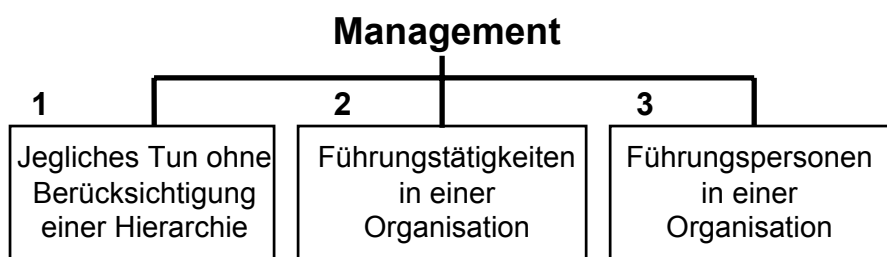 Management
1
Jegliches Tun ohne
Berücksichtigung
einer Hierarchie
2
Führungstätigkeiten
in einer
Organisation
3
Führungspersonen
in einer
Organisation